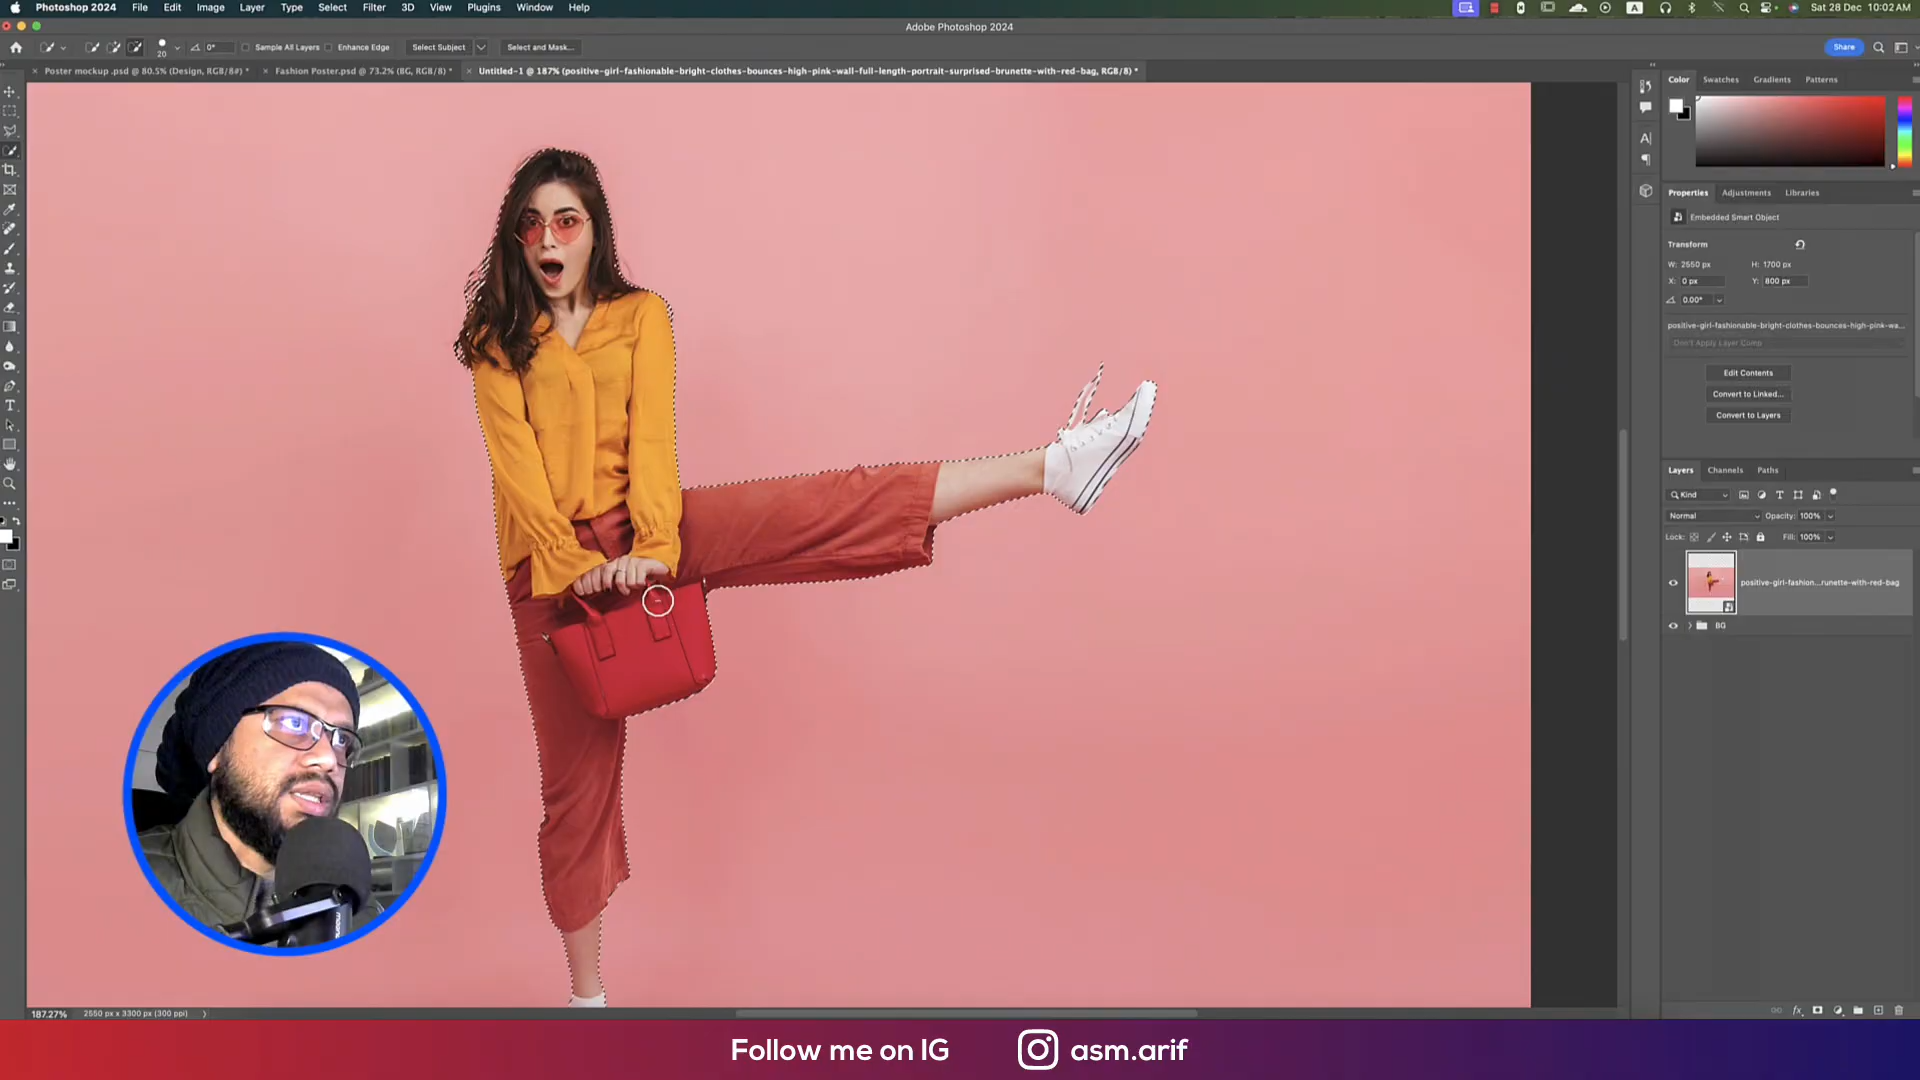 Photoshop 2024 File Edit Image Layer Type Select Filter 3D View Plugins Window Help
Sat 28 Dec 10:02 AM
Adobe Photoshop 2024
20
0° Sample All Layers Enhance Edge Select Subject Select and Mask...
Share
Poster mockup .psd @ 80.5% (Design, RGB/8#) *
Fashion Poster.psd @ 73.2% (BG, RGB/8) *
Untitled-1 @ 187% (positive-girl-fashionable-bright-clothes-bounces-high-pink-wall-full-length-portrait-surprised-brunette-with-red-bag, RGB/8) *
Color Swatches Gradients Patterns
Properties Adjustments Libraries
Embedded Smart Object
Transform
W: 2550 px H: 1700 px
X: 0 px Y: 800 px
0.00°
positive-girl-fashionable-bright-clothes-bounces-high-pink-wa...
Don't Apply Layer Comp
Edit Contents
Convert to Linked...
Convert to Layers
Layers Channels Paths
Kind
Normal Opacity: 100%
Lock: Fill: 100%
positive-girl-fashion...runette-with-red-bag
BG
187.27% 2550 px x 3300 px (300 ppi)
Follow me on IG asm.arif